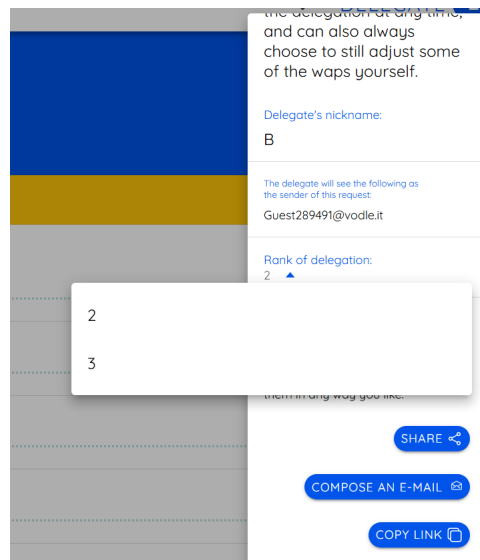 DELEGATE
the delegation at any time,
and can also always
choose to still adjust some
of the waps yourself.
Delegate's nickname:
B
The delegate will see the following as
the sender of this request:
Guest289491@vodle.it
Rank of delegation:
2
2
3
them in any way you like.
SHARE
COMPOSE AN E-MAIL
COPY LINK